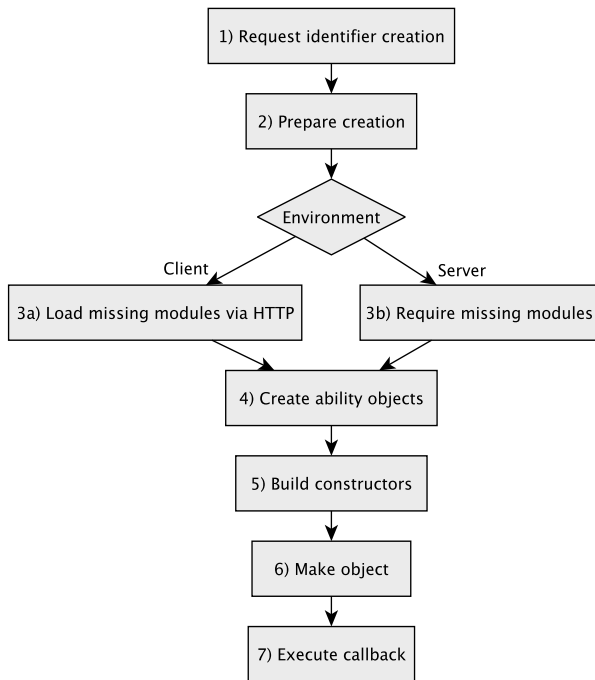 1) Request identifier creation
2) Prepare creation
Environment
Client
Server
3a) Load missing modules via HTTP
3b) Require missing modules
4) Create ability objects
5) Build constructors
6) Make object
7) Execute callback